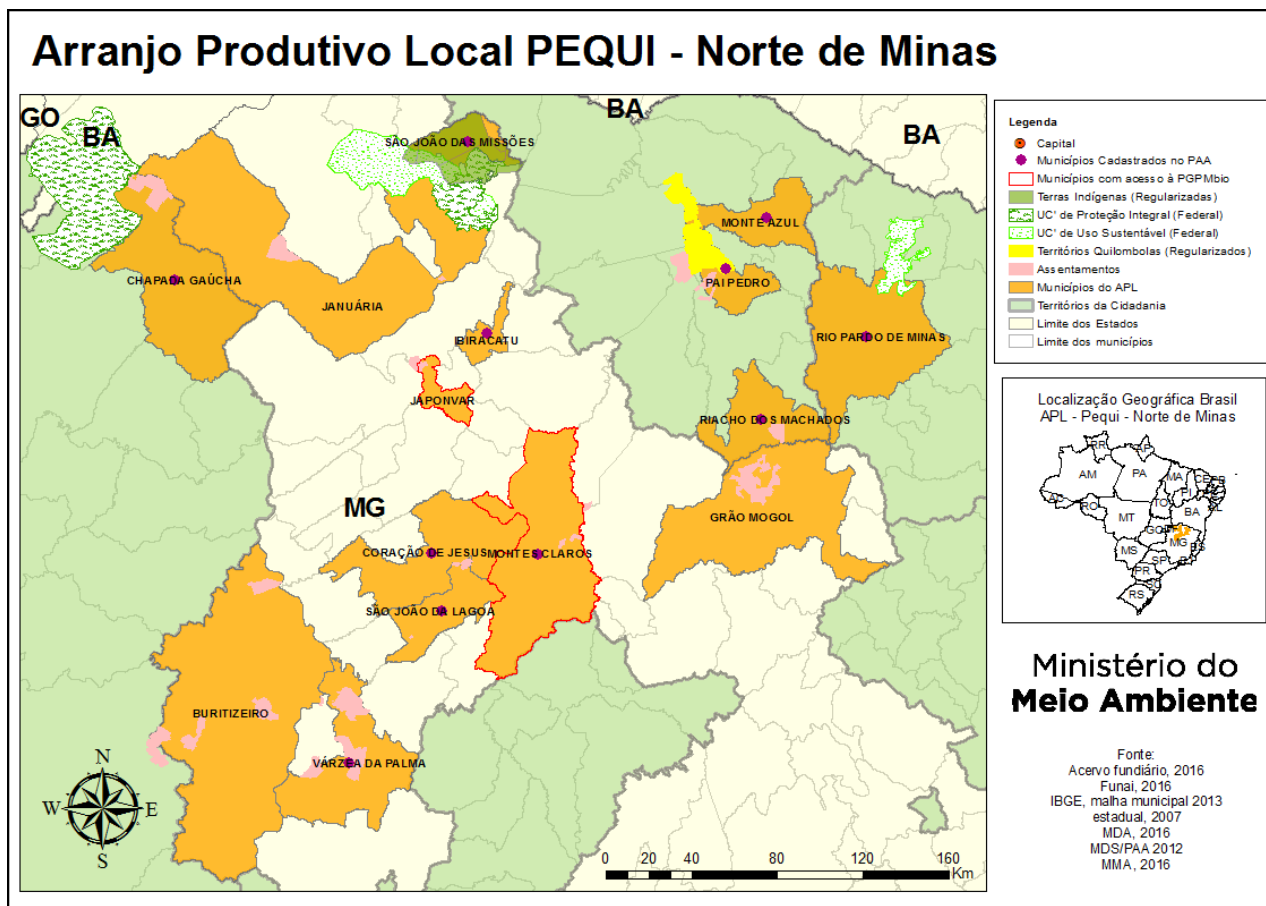 Arranjo Produtivo Local PEQUI - Norte de Minas
GO
BA
BA
BA
SÃO JOÃO DAS MISSÕES
MONTE AZUL
CHAPADA GAÚCHA
PAI PEDRO
JANUÁRIA
IBIRACATU
RIO PARDO DE MINAS
JAPONVAR
RIACHO DOS MACHADOS
MG
GRÃO MOGOL
CORAÇÃO DE JESUS
MONTES CLAROS
SÃO JOÃO DA LAGOA
BURITIZEIRO
VÁRZEA DA PALMA
N
W
E
S
0 20 40 80 120 160
Km
Legenda
Capital
Municípios Cadastrados no PAA
Municípios com acesso à PGPMbio
Terras Indígenas (Regularizadas)
UC' de Proteção Integral (Federal)
UC' de Uso Sustentável (Federal)
Territórios Quilombolas (Regularizados)
Assentamentos
Municípios do APL
Territórios da Cidadania
Limite dos Estados
Limite dos municípios
Localização Geográfica Brasil
APL - Pequi - Norte de Minas
RR
AP
AM
PA
MA
CE
PI
AC
TO
RO
BA
MT
GO
MG
ES
MS
SP
PR
SC
RS
Ministério do
Meio Ambiente
Fonte:
Acervo fundiário, 2016
Funai, 2016
IBGE, malha municipal 2013
estadual, 2007
MDA, 2016
MDS/PAA 2012
MMA, 2016